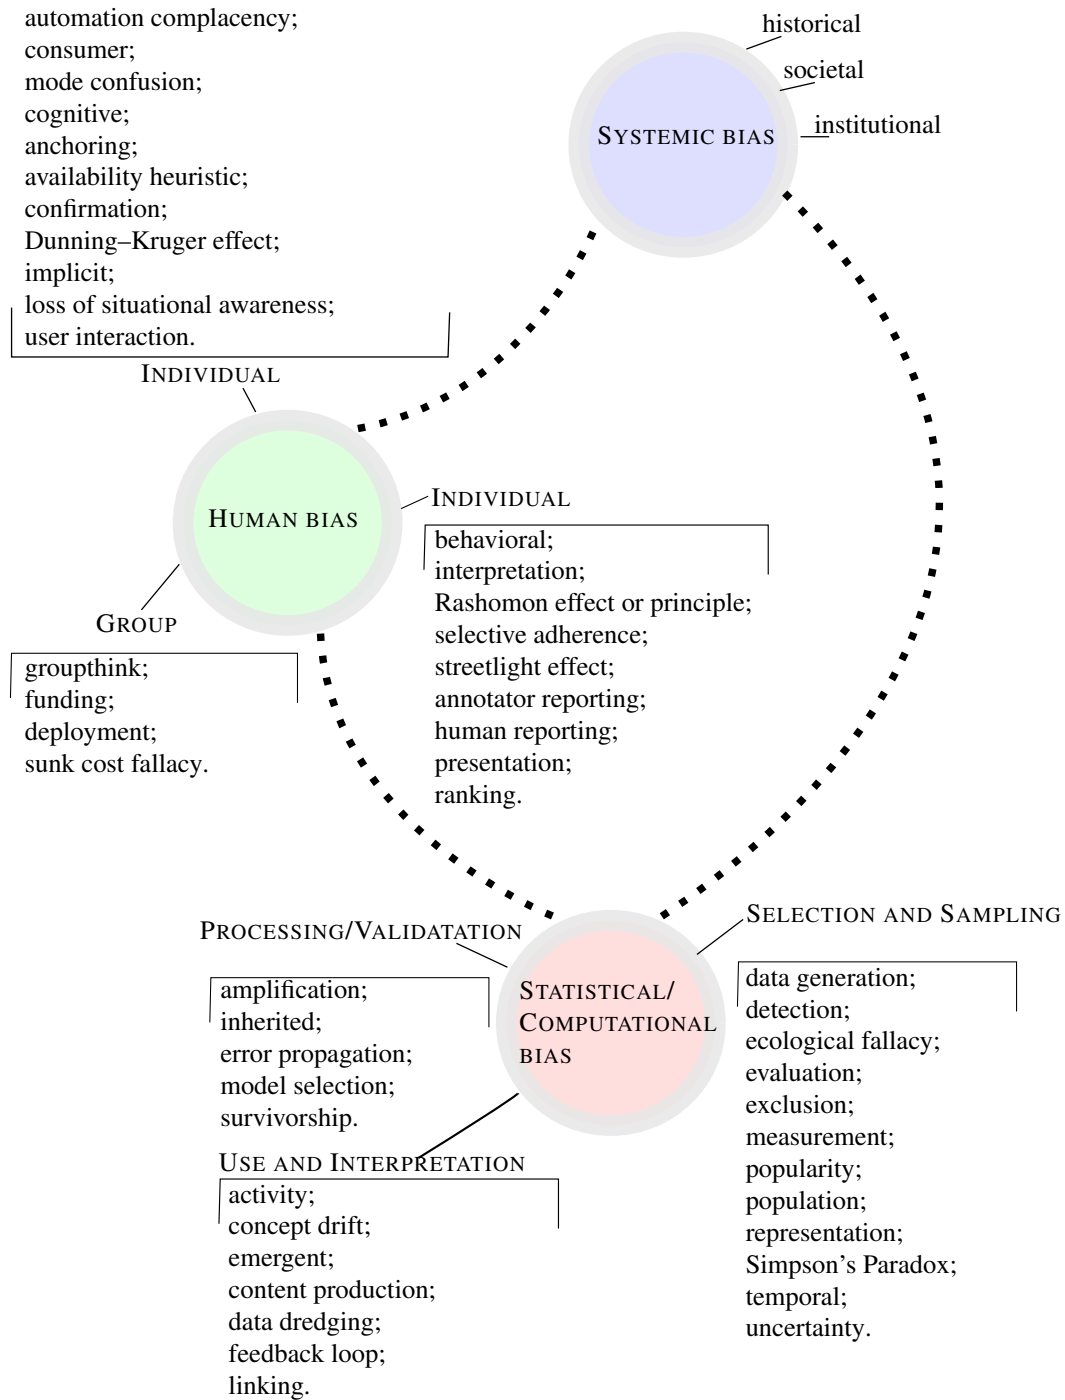 automation complacency;
consumer;
mode confusion;
cognitive;
anchoring;
availability heuristic;
confirmation;
Dunning–Kruger effect;
implicit;
loss of situational awareness;
user interaction.
INDIVIDUAL
historical
societal
institutional
SYSTEMIC BIAS
HUMAN BIAS
INDIVIDUAL
behavioral;
interpretation;
Rashomon effect or principle;
selective adherence;
streetlight effect;
annotator reporting;
human reporting;
presentation;
ranking.
GROUP
groupthink;
funding;
deployment;
sunk cost fallacy.
PROCESSING/VALIDATATION
amplification;
inherited;
error propagation;
model selection;
survivorship.
STATISTICAL/
COMPUTATIONAL
BIAS
SELECTION AND SAMPLING
data generation;
detection;
ecological fallacy;
evaluation;
exclusion;
measurement;
popularity;
population;
representation;
Simpson's Paradox;
temporal;
uncertainty.
USE AND INTERPRETATION
activity;
concept drift;
emergent;
content production;
data dredging;
feedback loop;
linking.